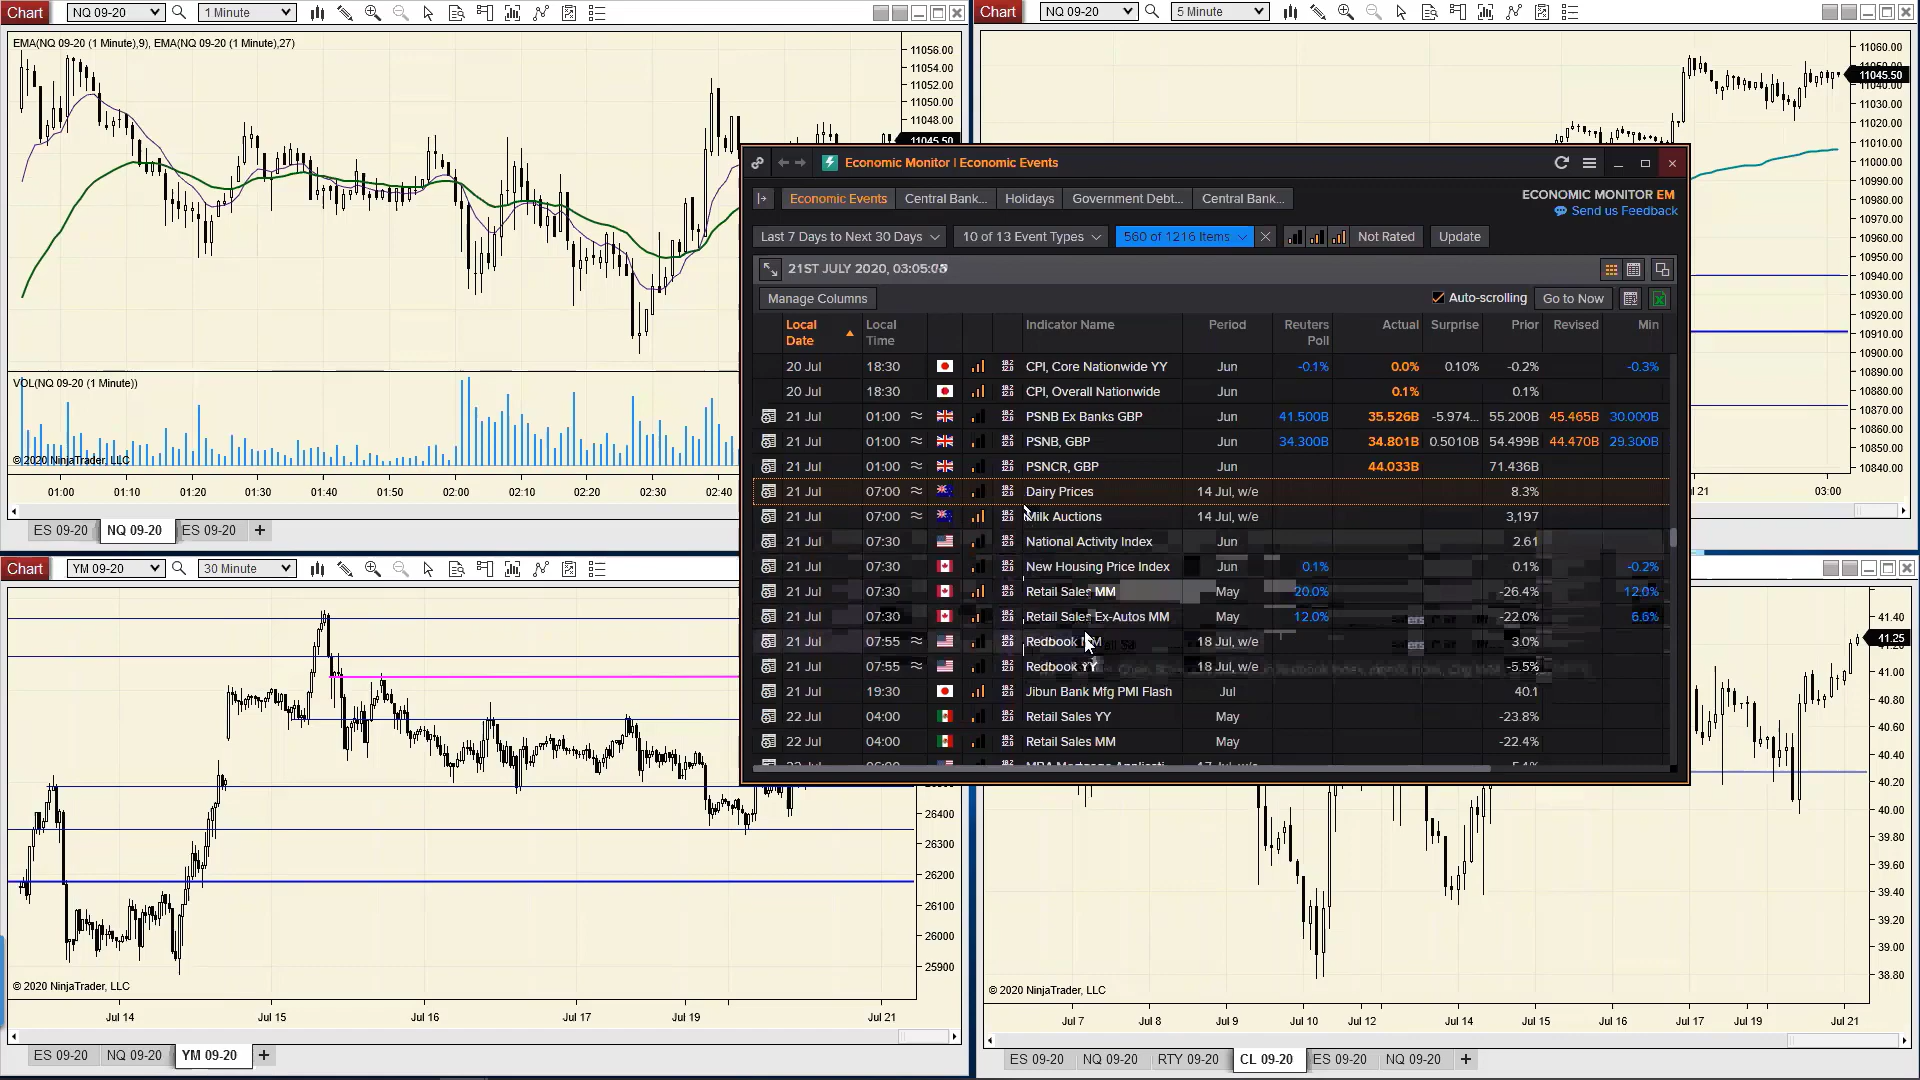 Chart NQ 09-20 1 Minute
EMA(NQ 09-20 (1 Minute),9), EMA(NQ 09-20 (1 Minute),27)
11056.00
11054.00
11052.00
11050.00
11048.00
11045.50
VOL(NQ 09-20 (1 Minute))
© 2020 NinjaTrader, LLC
01:00 01:10 01:20 01:30 01:40 01:50 02:00 02:10 02:20 02:30 02:40
ES 09-20 NQ 09-20 ES 09-20 +
Chart NQ 09-20 5 Minute
11060.00
11045.50
11030.00
11020.00
11010.00
11000.00
10990.00
10980.00
10970.00
10960.00
10950.00
10940.00
10930.00
10920.00
10910.00
10900.00
10890.00
10880.00
10870.00
10860.00
10850.00
10840.00
21 03:00
Economic Monitor | Economic Events
Economic Events Central Bank... Holidays Government Debt... Central Bank...
ECONOMIC MONITOR EM
Send us Feedback
Last 7 Days to Next 30 Days 10 of 13 Event Types 560 of 1216 Items Not Rated Update
21ST JULY 2020, 03:05:
Manage Columns Auto-scrolling Go to Now
Local Date Local Time Indicator Name Period Reuters Poll Actual Surprise Prior Revised Min
20 Jul 18:30 CPI, Core Nationwide YY Jun -0.1% 0.0% 0.10% -0.2% -0.3%
20 Jul 18:30 CPI, Overall Nationwide Jun 0.1% 0.1%
21 Jul 01:00 PSNB Ex Banks GBP Jun 41.500B 35.526B -5.974... 55.200B 45.465B 30.000B
21 Jul 01:00 PSNB, GBP Jun 34.300B 34.801B 0.5010B 54.499B 44.470B 29.300B
21 Jul 01:00 PSNCR, GBP Jun 44.033B 71.436B
21 Jul 07:00 Dairy Prices 14 Jul, w/e 8.3%
21 Jul 07:00 Milk Auctions 14 Jul, w/e 3,197
21 Jul 07:30 National Activity Index Jun 2.61
21 Jul 07:30 New Housing Price Index Jun 0.1% 0.1% -0.2%
21 Jul 07:30 Retail Sales MM May 20.0% -26.4% 12.0%
21 Jul 07:30 Retail Sales Ex-Autos MM May 12.0% -22.0% 6.6%
21 Jul 07:55 Redbook MM 18 Jul, w/e 3.0%
21 Jul 07:55 Redbook YY 18 Jul, w/e -5.5%
21 Jul 19:30 Jibun Bank Mfg PMI Flash Jul 40.1
22 Jul 04:00 Retail Sales YY May -23.8%
22 Jul 04:00 Retail Sales MM May -22.4%
Chart YM 09-20 30 Minute
26400
26300
26200
26100
26000
25900
© 2020 NinjaTrader, LLC
Jul 14 Jul 15 Jul 16 Jul 17 Jul 19 Jul 21
ES 09-20 NQ 09-20 YM 09-20 +
41.40
41.25
41.00
40.80
40.60
40.40
40.20
40.00
39.80
39.60
39.40
39.20
39.00
38.80
© 2020 NinjaTrader, LLC
Jul 7 Jul 8 Jul 9 Jul 10 Jul 12 Jul 14 Jul 15 Jul 16 Jul 17 Jul 19 Jul 21
ES 09-20 NQ 09-20 RTY 09-20 CL 09-20 ES 09-20 NQ 09-20 +